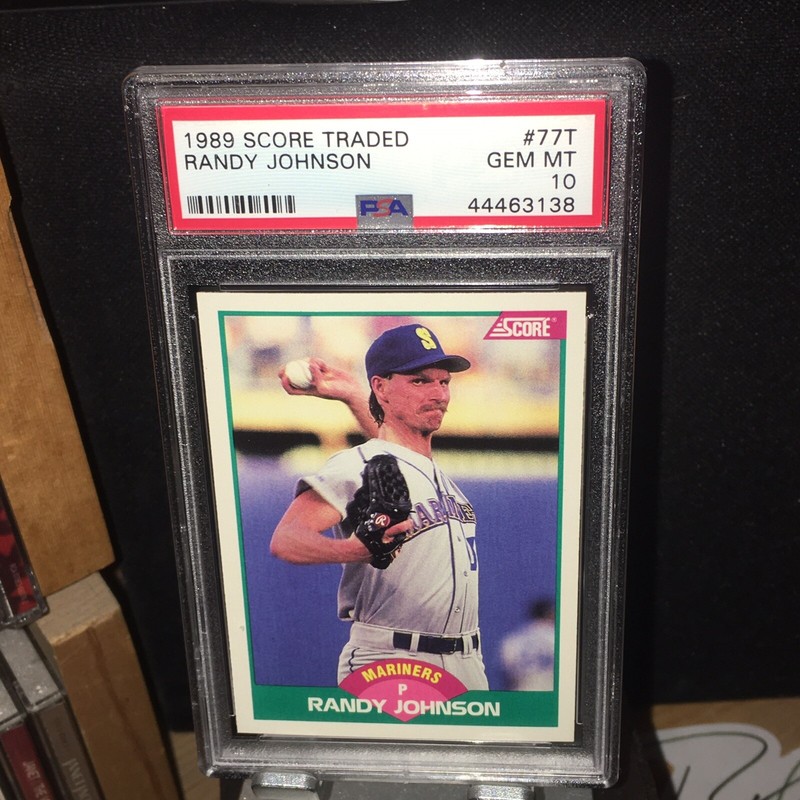 1989 SCORE TRADED #77T
RANDY JOHNSON GEM MT
10
PSA 44463138
SCORE
S
R
MARINERS
P
RANDY JOHNSON